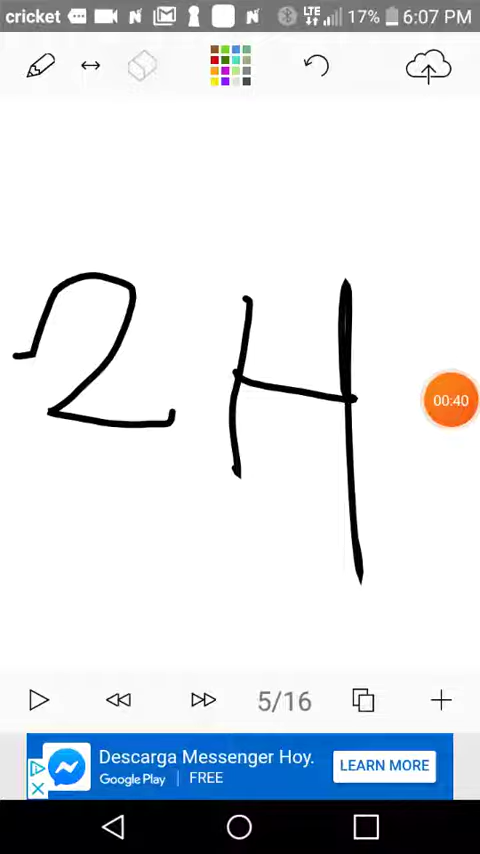 cricket LTE 17% 6:07 PM
2H
00:40
5/16
Descarga Messenger Hoy.
Google Play FREE
LEARN MORE